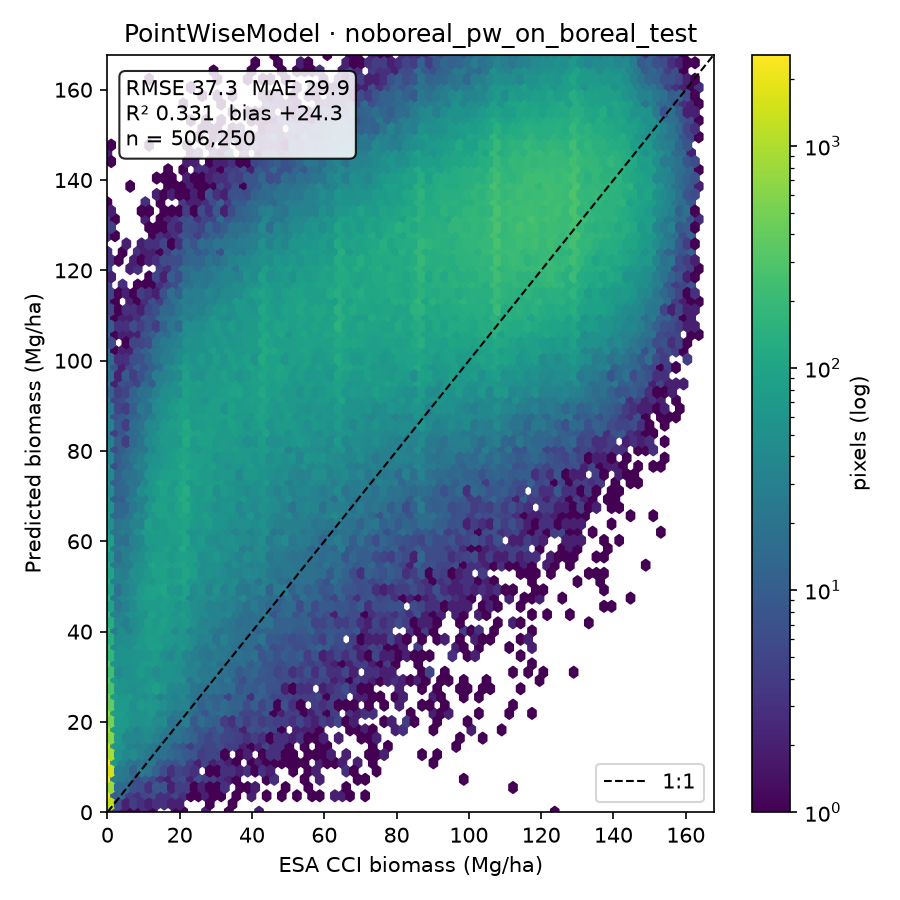 PointWiseModel · noboreal_pw_on_boreal_test
RMSE 37.3  MAE 29.9
R² 0.331  bias +24.3
n = 506,250
160
140
120
100
80
60
40
20
0
Predicted biomass (Mg/ha)
0 20 40 60 80 100 120 140 160
ESA CCI biomass (Mg/ha)
1:1
10³
10²
10¹
10⁰
pixels (log)